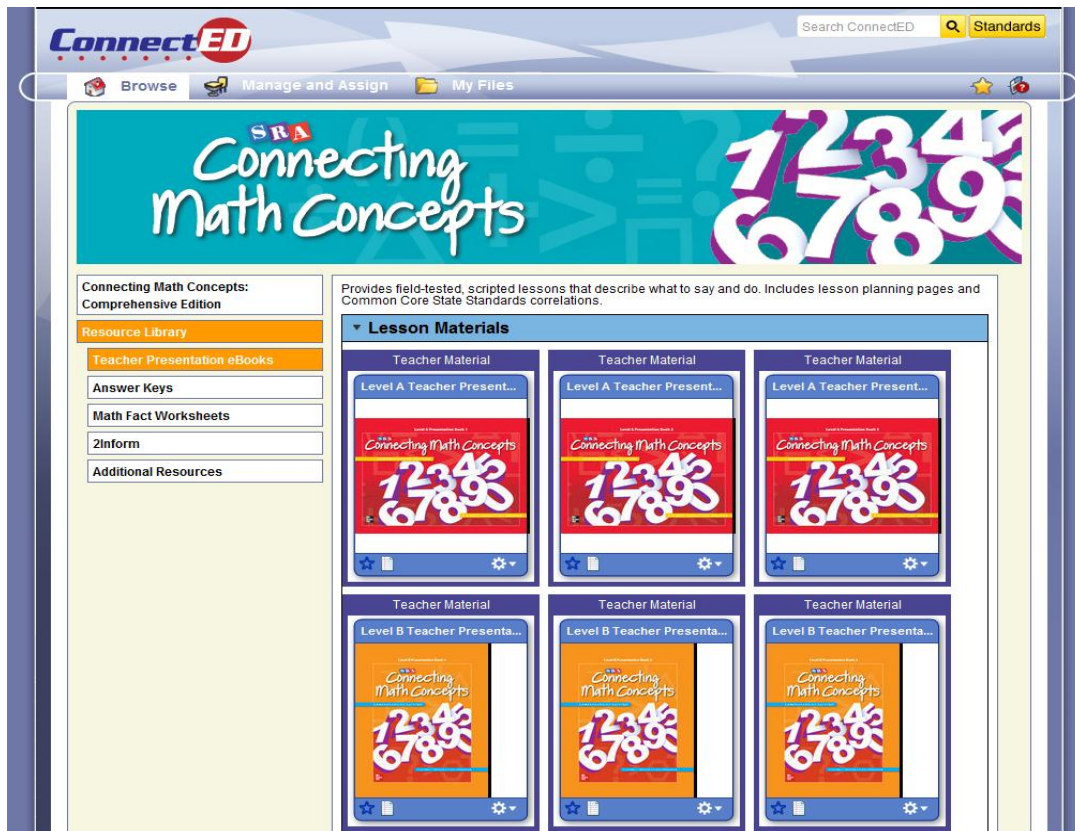 ConnectED
Search ConnectED
Standards
Browse
Manage and Assign
My Files
SRA
Connecting
Math Concepts
Connecting Math Concepts:
Comprehensive Edition
Resource Library
Teacher Presentation eBooks
Answer Keys
Math Fact Worksheets
2Inform
Additional Resources
Provides field-tested, scripted lessons that describe what to say and do. Includes lesson planning pages and
Common Core State Standards correlations.
Lesson Materials
Teacher Material
Teacher Material
Teacher Material
Level A Teacher Present...
Level A Teacher Present...
Level A Teacher Present...
Connecting Math Concepts
Connecting Math Concepts
Connecting Math Concepts
Teacher Material
Teacher Material
Teacher Material
Level B Teacher Presenta...
Level B Teacher Presenta...
Level B Teacher Presenta...
SRA
Connecting
Math Concepts
SRA
Connecting
Math Concepts
SRA
Connecting
Math Concepts